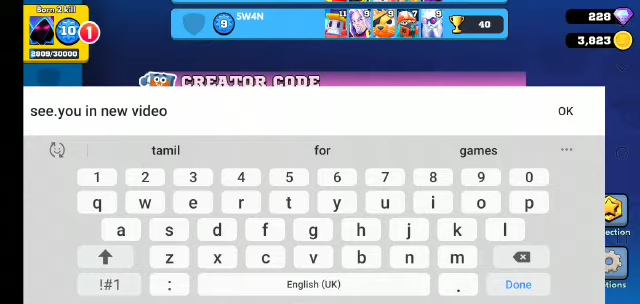 Born 2 kill
10
1
2809/30000
9
5W4N
11
9
9
7
9
40
228
3,823
CREATOR CODE
see.you in new video
OK
tamil for games ...
1 2 3 4 5 6 7 8 9 0
q w e r t y u i o p
a s d f g h j k l
z x c v b n m
!#1 : English (UK) . Done